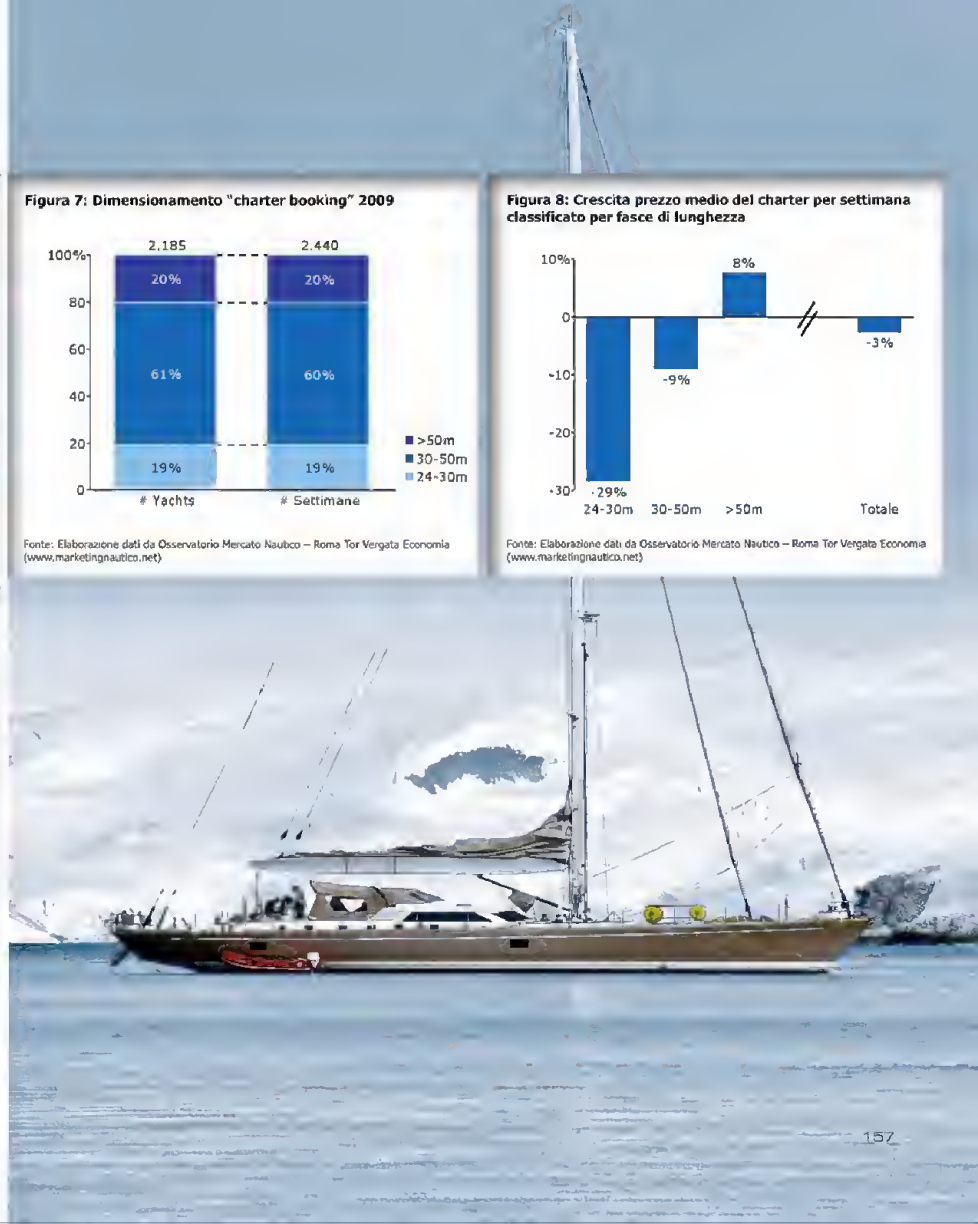 Figura 7: Dimensionamento "charter booking" 2009
2.185 2.440
100%
80
60
40
20
0
20% 20%
61% 60%
19% 19%
# Yachts # Settimane
>50m
30-50m
24-30m
Fonte: Elaborazione dati da Osservatorio Mercato Nautico – Roma Tor Vergata Economia
(www.marketingnautico.net)
Figura 8: Crescita prezzo medio del charter per settimana
classificato per fasce di lunghezza
10%
0
-10
-20
-30
8%
-3%
-9%
-29%
24-30m 30-50m >50m Totale
Fonte: Elaborazione dati da Osservatorio Mercato Nautico – Roma Tor Vergata Economia
(www.marketingnautico.net)
157